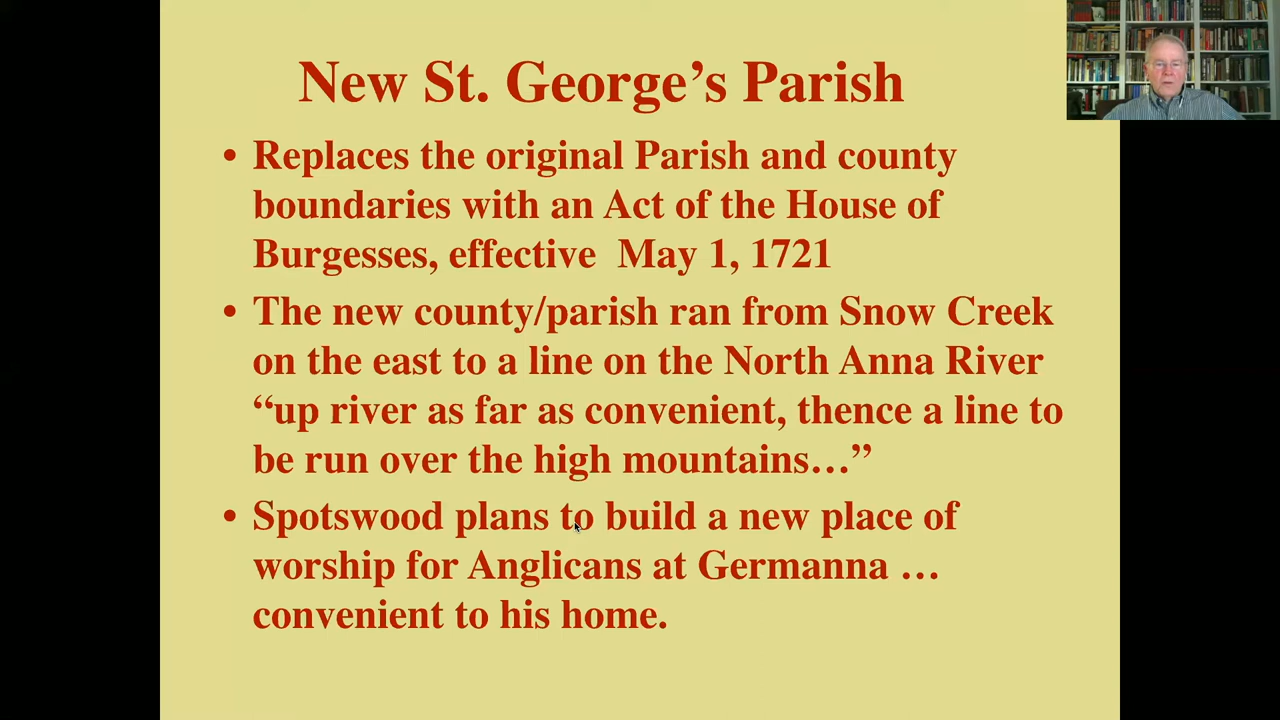 New St. George’s Parish
• Replaces the original Parish and county
boundaries with an Act of the House of
Burgesses, effective  May 1, 1721
• The new county/parish ran from Snow Creek
on the east to a line on the North Anna River
“up river as far as convenient, thence a line to
be run over the high mountains…”
• Spotswood plans to build a new place of
worship for Anglicans at Germanna …
convenient to his home.